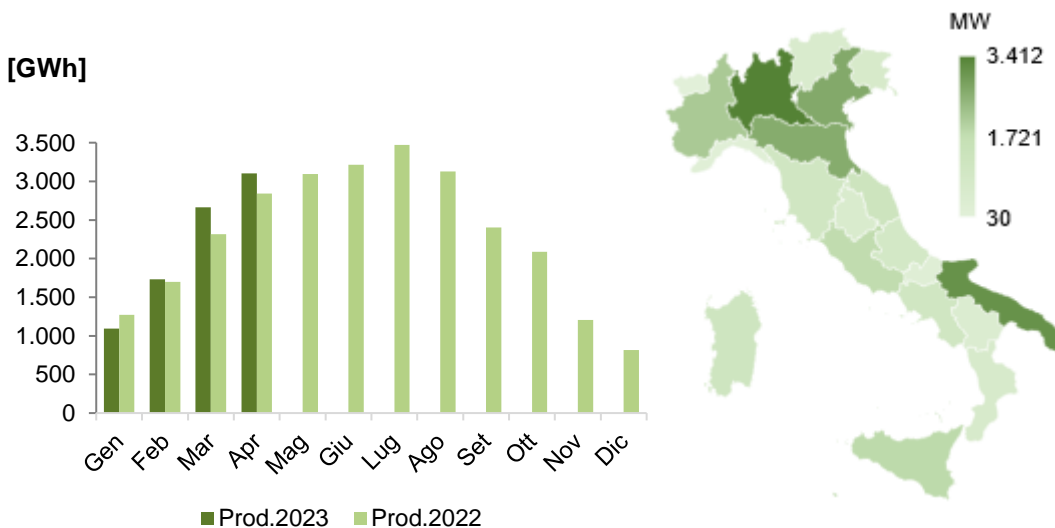 [GWh]
3.500
3.000
2.500
2.000
1.500
1.000
500
0
Gen Feb Mar Apr Mag Giu Lug Ago Set Ott Nov Dic
Prod.2023 Prod.2022
MW
3.412
1.721
30